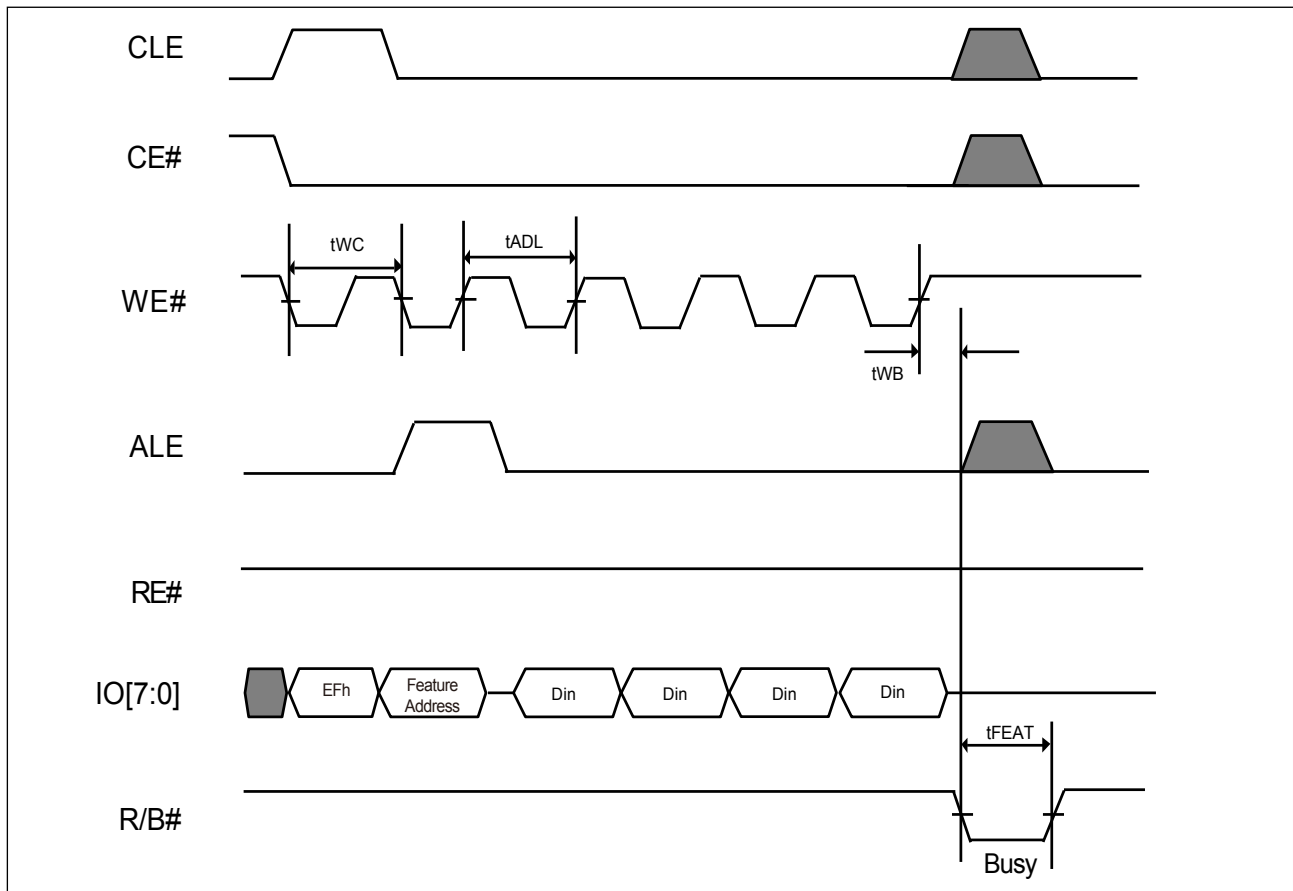 CLE
CE#
tWC
tADL
WE#
tWB
ALE
RE#
IO[7:0]
EFh
Feature
Address
Din
Din
Din
Din
tFEAT
R/B#
Busy